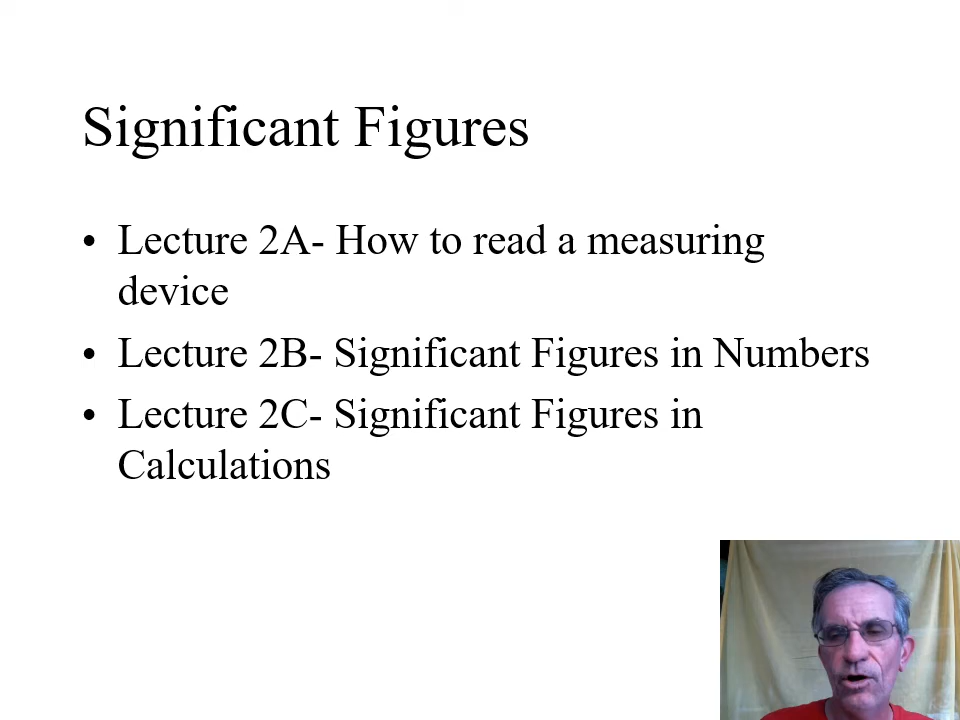 Significant Figures
• Lecture 2A- How to read a measuring
device
• Lecture 2B- Significant Figures in Numbers
• Lecture 2C- Significant Figures in
Calculations